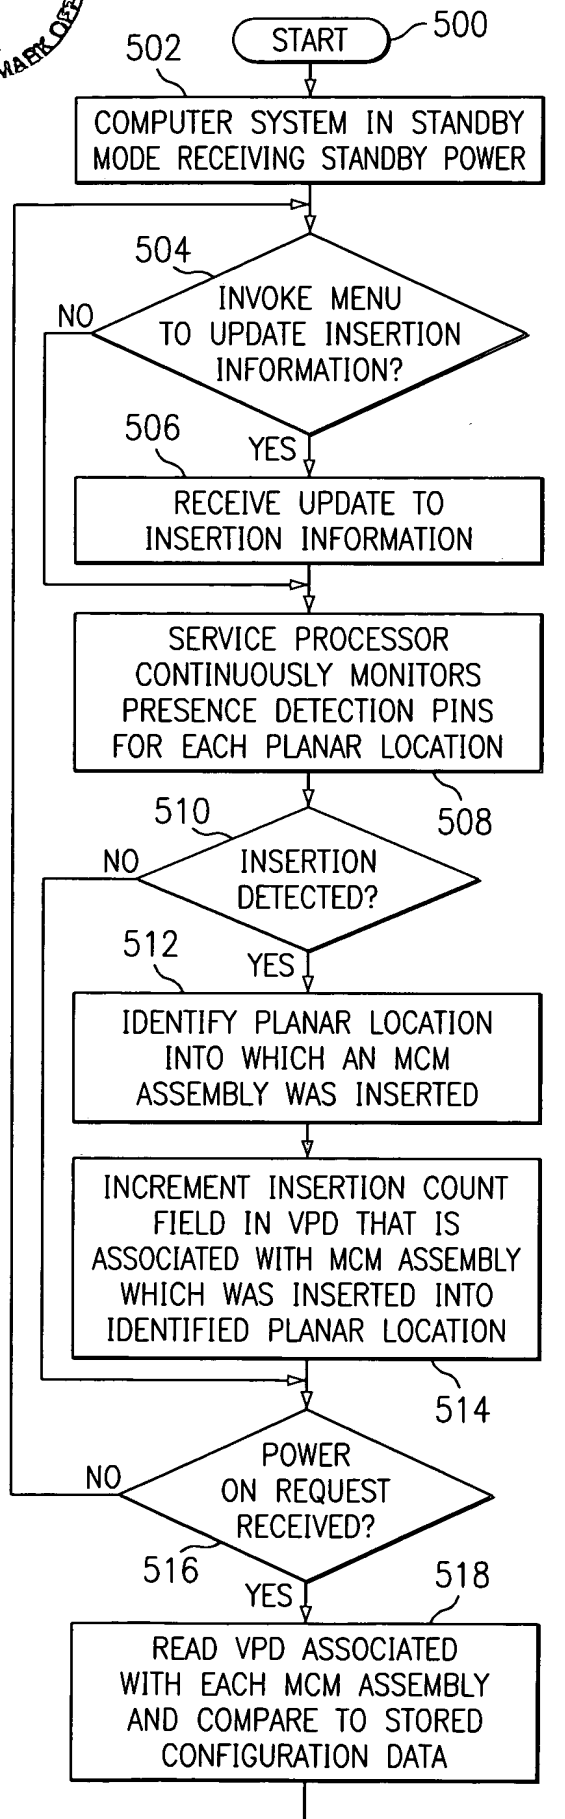 START
500
502
COMPUTER SYSTEM IN STANDBY
MODE RECEIVING STANDBY POWER
504
INVOKE MENU
TO UPDATE INSERTION
INFORMATION?
NO
YES
506
RECEIVE UPDATE TO
INSERTION INFORMATION
SERVICE PROCESSOR
CONTINUOUSLY MONITORS
PRESENCE DETECTION PINS
FOR EACH PLANAR LOCATION
508
510
INSERTION
DETECTED?
NO
YES
512
IDENTIFY PLANAR LOCATION
INTO WHICH AN MCM
ASSEMBLY WAS INSERTED
INCREMENT INSERTION COUNT
FIELD IN VPD THAT IS
ASSOCIATED WITH MCM ASSEMBLY
WHICH WAS INSERTED INTO
IDENTIFIED PLANAR LOCATION
514
POWER
ON REQUEST
RECEIVED?
NO
516
YES
518
READ VPD ASSOCIATED
WITH EACH MCM ASSEMBLY
AND COMPARE TO STORED
CONFIGURATION DATA